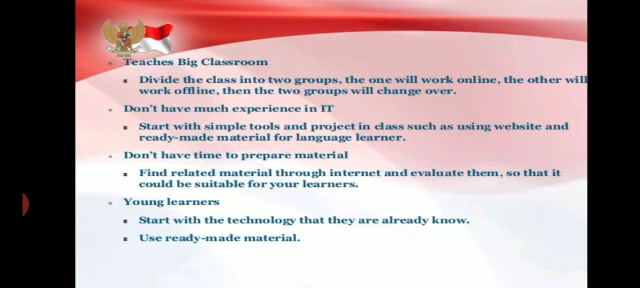 Teaches Big Classroom
Divide the class into two groups, the one will work online, the other will
work offline, then the two groups will change over.
Don't have much experience in IT
Start with simple tools and project in class such as using website and
ready-made material for language learner.
Don't have time to prepare material
Find related material through internet and evaluate them, so that it
could be suitable for your learners.
Young learners
Start with the technology that they are already know.
Use ready-made material.